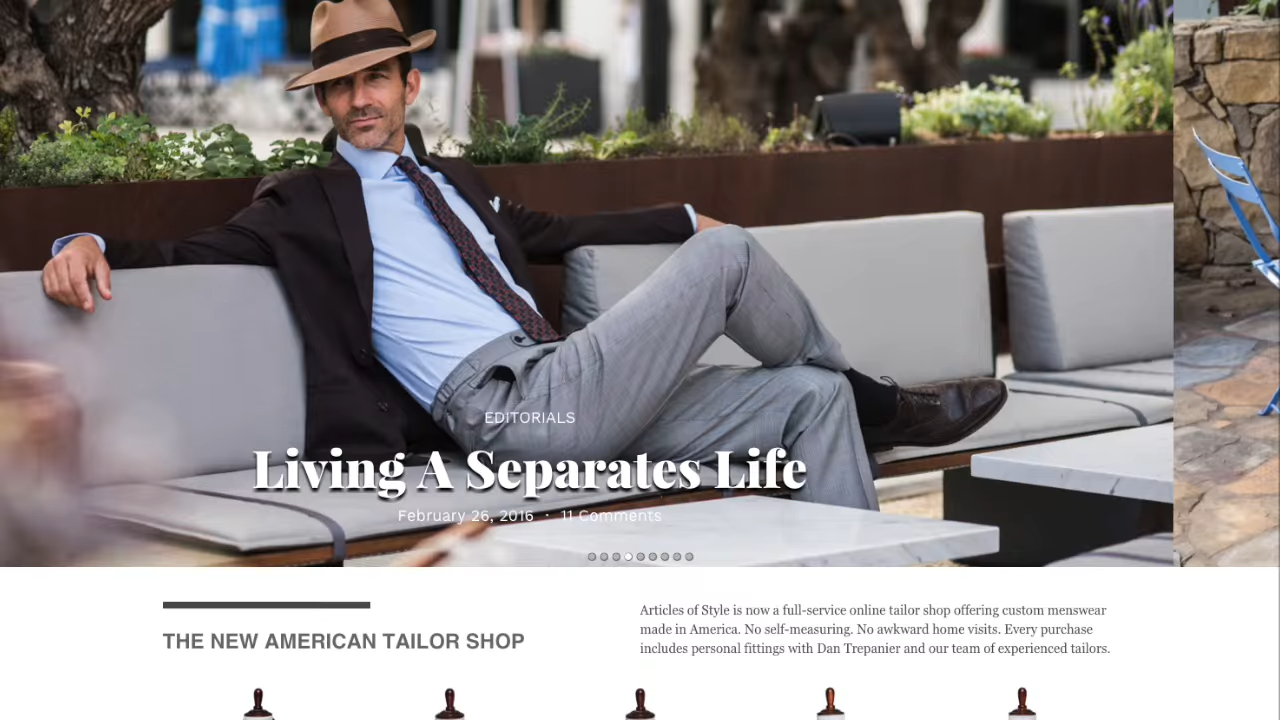 EDITORIALS
Living A Separates Life
February 26, 2016 · 11 Comments
THE NEW AMERICAN TAILOR SHOP
Articles of Style is now a full-service online tailor shop offering custom menswear
made in America. No self-measuring. No awkward home visits. Every purchase
includes personal fittings with Dan Trepanier and our team of experienced tailors.